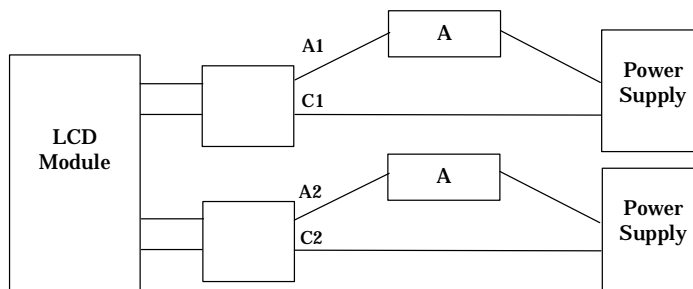 A1
A
Power
Supply
C1
LCD
Module
A2
A
Power
Supply
C2